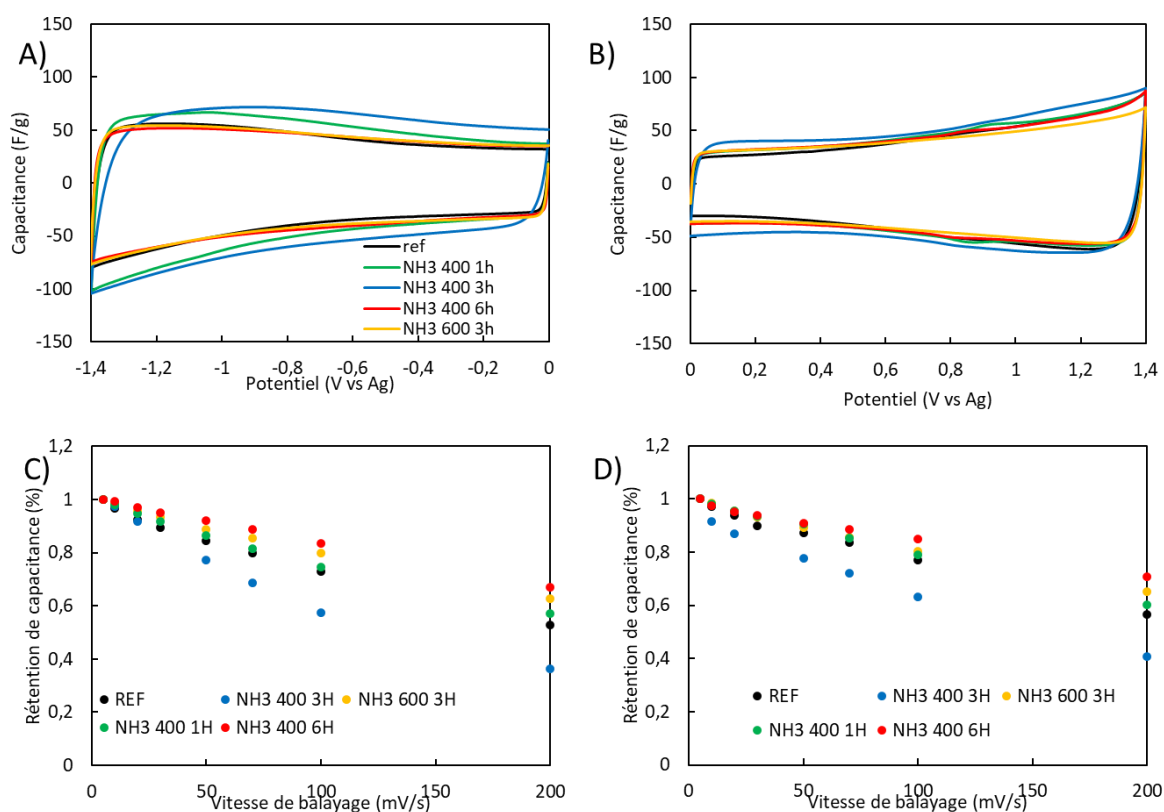 A)
Capacitance (F/g)
150
100
50
0
-50
-100
-150
-1,4 -1,2 -1 -0,8 -0,6 -0,4 -0,2 0
Potentiel (V vs Ag)
ref
NH3 400 1h
NH3 400 3h
NH3 400 6h
NH3 600 3h
B)
Capacitance (F/g)
150
100
50
0
-50
-100
-150
0 0,2 0,4 0,6 0,8 1 1,2 1,4
Potentiel (V vs Ag)
C)
Rétention de capacitance (%)
1,2
1
0,8
0,6
0,4
0,2
0
REF NH3 400 3H NH3 600 3H
NH3 400 1H NH3 400 6H
0 50 100 150 200
Vitesse de balayage (mV/s)
D)
Rétention de capacitance (%)
1,2
1
0,8
0,6
0,4
0,2
0
REF NH3 400 3H NH3 600 3H
NH3 400 1H NH3 400 6H
0 50 100 150 200
Vitesse de balayage (mV/s)